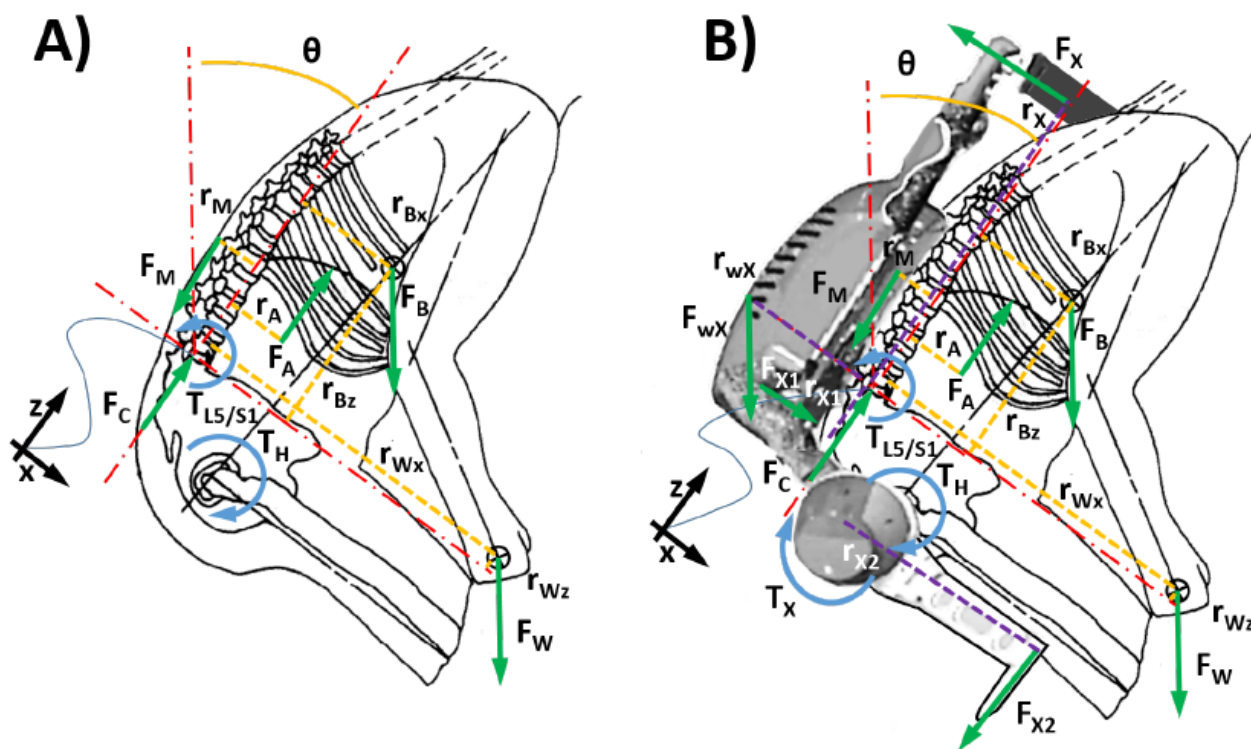 A)
θ
r_M
r_Bx
F_M
F_B
r_A
F_A
r_Bz
F_C
T_L5/S1
T_H
r_Wx
z
x
r_Wz
F_W
B)
θ
F_X
r_X
r_Bx
r_wX
r_M
F_M
F_wX
r_A
F_B
F_X1
r_X1
F_A
r_Bz
T_L5/S1
F_C
T_H
r_Wx
z
x
r_X2
T_X
r_Wz
F_W
F_X2